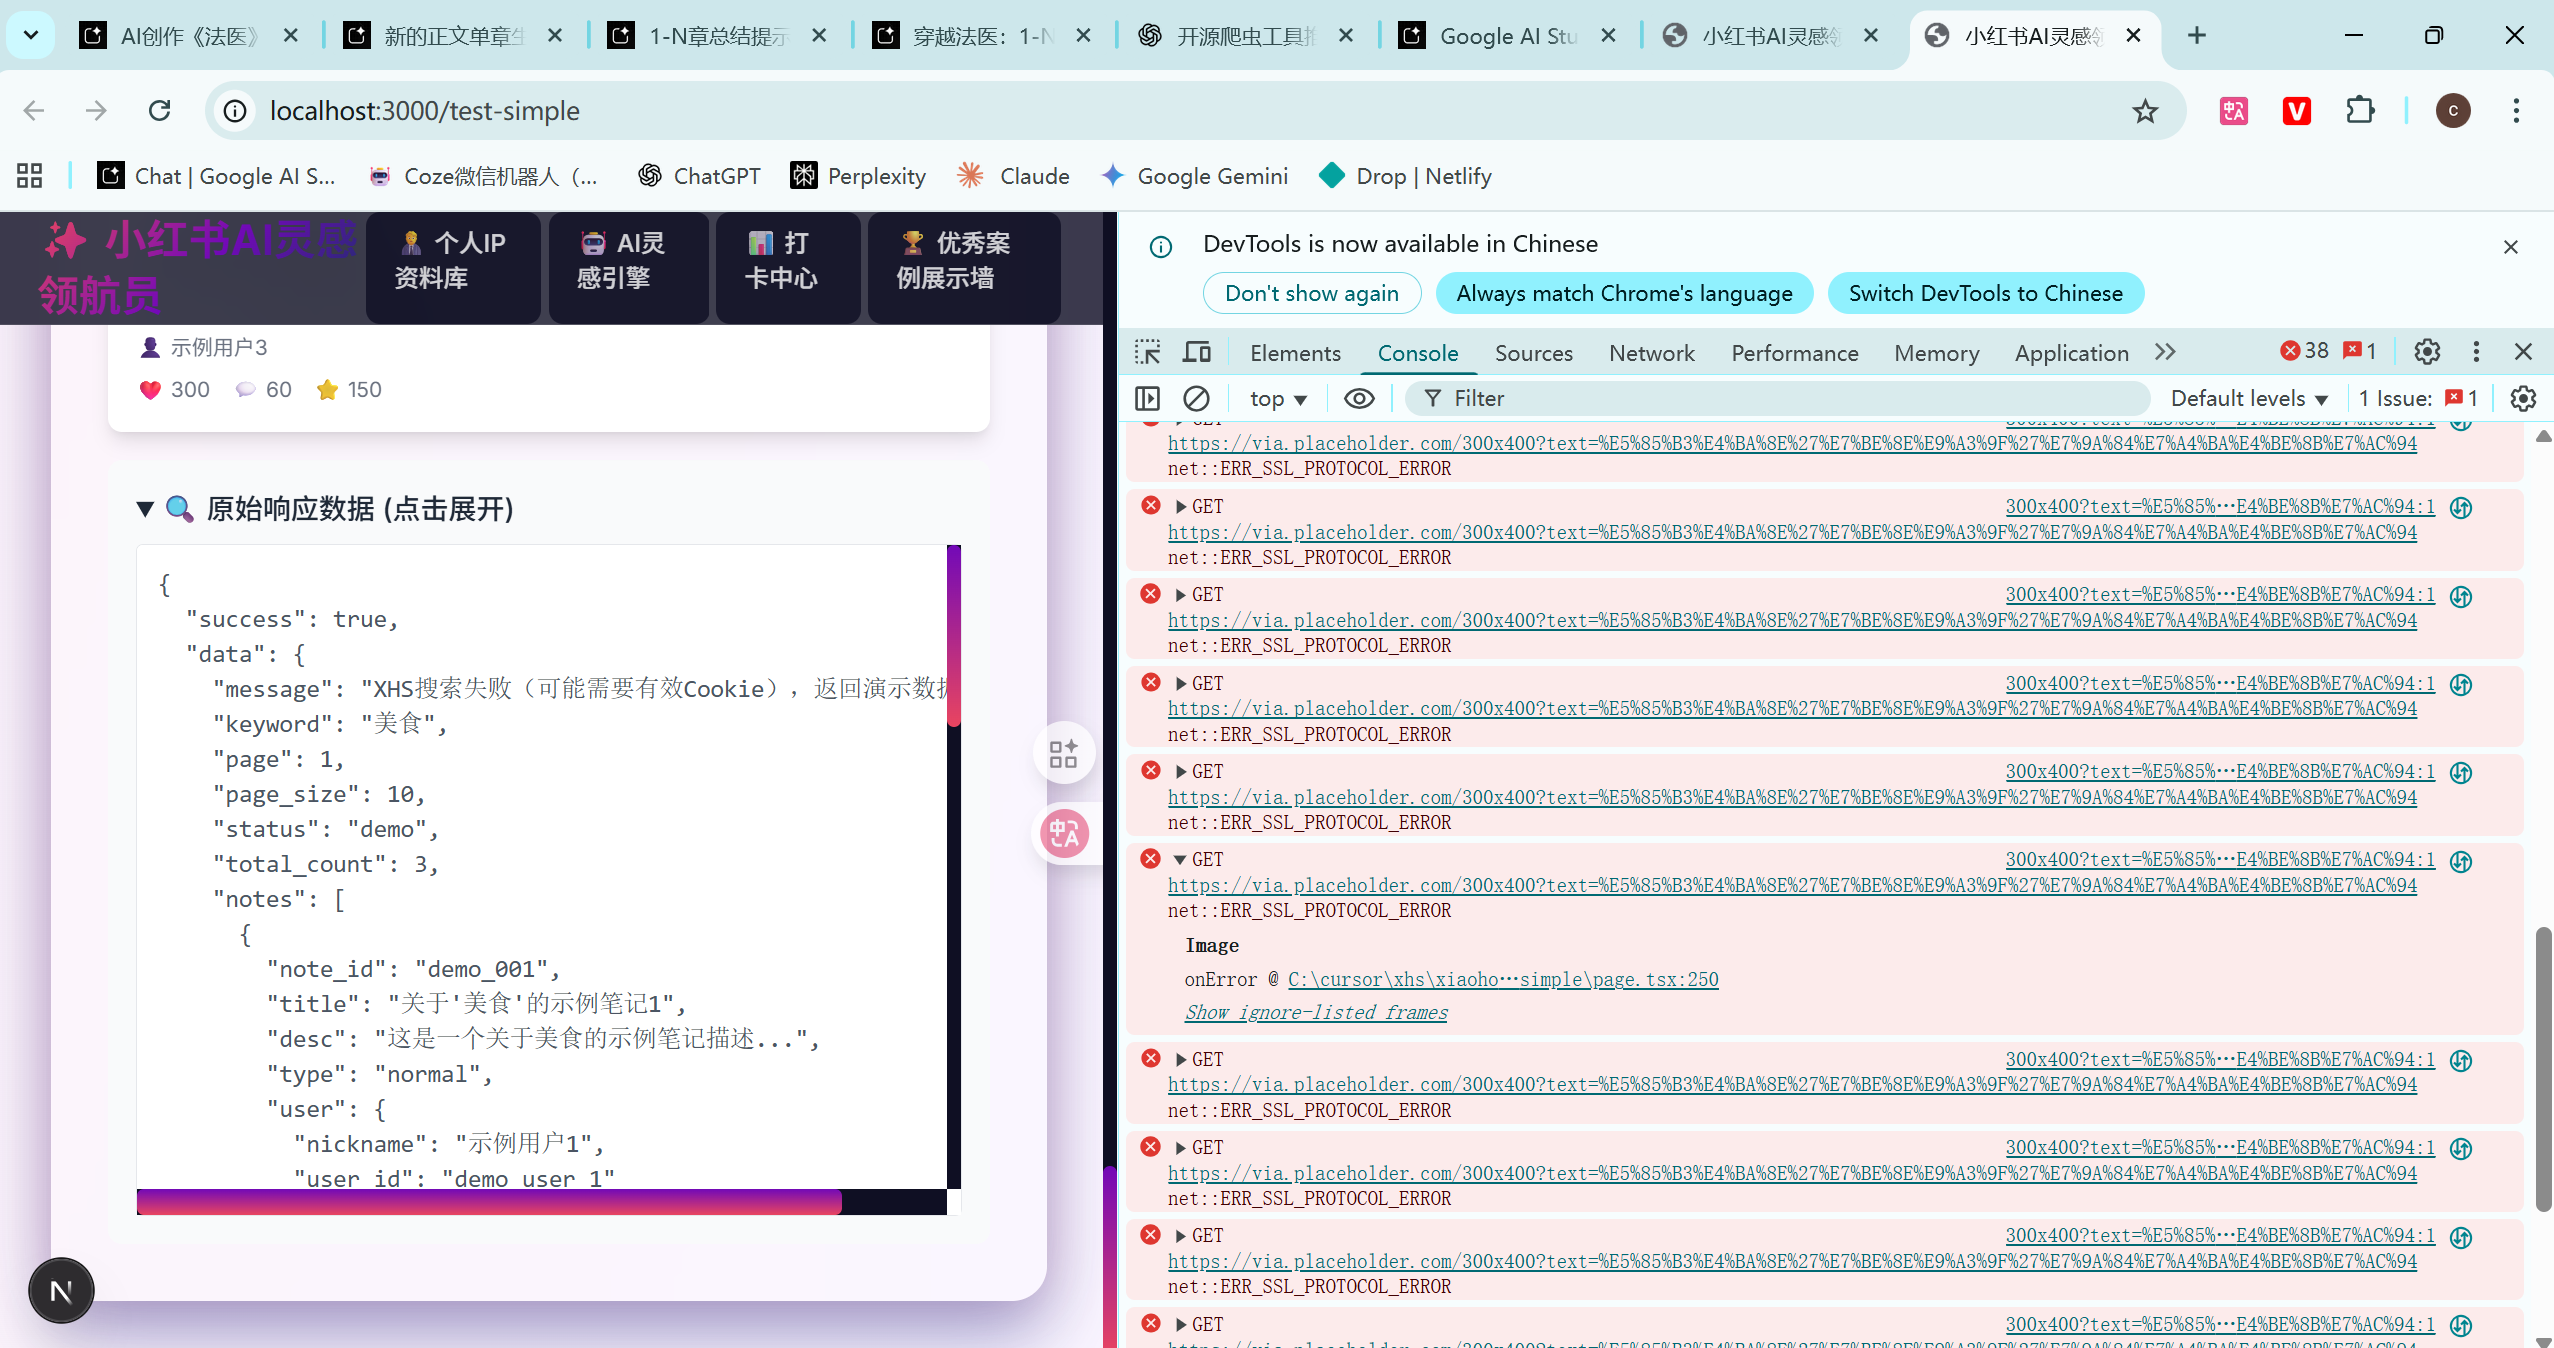 AI创作《法医》
新的正文单章生
1-N章总结提示
穿越法医：1-N
开源爬虫工具推
Google AI Stu
小红书AI灵感领
小红书AI灵感领
localhost:3000/test-simple
Chat | Google AI S...
Coze微信机器人（...
ChatGPT
Perplexity
Claude
Google Gemini
Drop | Netlify
✨ 小红书AI灵感
领航员
个人IP
资料库
AI灵
感引擎
打
卡中心
优秀案
例展示墙
示例用户3
300 60 150
▼ 🔍 原始响应数据 (点击展开)
{
"success": true,
"data": {
"message": "XHS搜索失败（可能需要有效Cookie），返回演示数据
"keyword": "美食",
"page": 1,
"page_size": 10,
"status": "demo",
"total_count": 3,
"notes": [
{
"note_id": "demo_001",
"title": "关于'美食'的示例笔记1",
"desc": "这是一个关于美食的示例笔记描述...",
"type": "normal",
"user": {
"nickname": "示例用户1",
"user_id": "demo_user_1"
N
DevTools is now available in Chinese
Don't show again
Always match Chrome's language
Switch DevTools to Chinese
Elements Console Sources Network Performance Memory Application 38 1
top Filter Default levels 1 Issue: 1
GET 300x400?text=%E5%85%…E4%BE%8B%E7%AC%94:1
https://via.placeholder.com/300x400?text=%E5%85%B3%E4%BA%8E%27%E7%BE%8E%E9%A3%9F%27%E7%9A%84%E7%A4%BA%E4%BE%8B%E7%AC%94
net::ERR_SSL_PROTOCOL_ERROR
GET 300x400?text=%E5%85%…E4%BE%8B%E7%AC%94:1
https://via.placeholder.com/300x400?text=%E5%85%B3%E4%BA%8E%27%E7%BE%8E%E9%A3%9F%27%E7%9A%84%E7%A4%BA%E4%BE%8B%E7%AC%94
net::ERR_SSL_PROTOCOL_ERROR
GET 300x400?text=%E5%85%…E4%BE%8B%E7%AC%94:1
https://via.placeholder.com/300x400?text=%E5%85%B3%E4%BA%8E%27%E7%BE%8E%E9%A3%9F%27%E7%9A%84%E7%A4%BA%E4%BE%8B%E7%AC%94
net::ERR_SSL_PROTOCOL_ERROR
GET 300x400?text=%E5%85%…E4%BE%8B%E7%AC%94:1
https://via.placeholder.com/300x400?text=%E5%85%B3%E4%BA%8E%27%E7%BE%8E%E9%A3%9F%27%E7%9A%84%E7%A4%BA%E4%BE%8B%E7%AC%94
net::ERR_SSL_PROTOCOL_ERROR
GET 300x400?text=%E5%85%…E4%BE%8B%E7%AC%94:1
https://via.placeholder.com/300x400?text=%E5%85%B3%E4%BA%8E%27%E7%BE%8E%E9%A3%9F%27%E7%9A%84%E7%A4%BA%E4%BE%8B%E7%AC%94
net::ERR_SSL_PROTOCOL_ERROR
GET 300x400?text=%E5%85%…E4%BE%8B%E7%AC%94:1
https://via.placeholder.com/300x400?text=%E5%85%B3%E4%BA%8E%27%E7%BE%8E%E9%A3%9F%27%E7%9A%84%E7%A4%BA%E4%BE%8B%E7%AC%94
net::ERR_SSL_PROTOCOL_ERROR
Image
onError @ C:\cursor\xhs\xiaoho…simple\page.tsx:250
Show ignore-listed frames
GET 300x400?text=%E5%85%…E4%BE%8B%E7%AC%94:1
https://via.placeholder.com/300x400?text=%E5%85%B3%E4%BA%8E%27%E7%BE%8E%E9%A3%9F%27%E7%9A%84%E7%A4%BA%E4%BE%8B%E7%AC%94
net::ERR_SSL_PROTOCOL_ERROR
GET 300x400?text=%E5%85%…E4%BE%8B%E7%AC%94:1
https://via.placeholder.com/300x400?text=%E5%85%B3%E4%BA%8E%27%E7%BE%8E%E9%A3%9F%27%E7%9A%84%E7%A4%BA%E4%BE%8B%E7%AC%94
net::ERR_SSL_PROTOCOL_ERROR
GET 300x400?text=%E5%85%…E4%BE%8B%E7%AC%94:1
https://via.placeholder.com/300x400?text=%E5%85%B3%E4%BA%8E%27%E7%BE%8E%E9%A3%9F%27%E7%9A%84%E7%A4%BA%E4%BE%8B%E7%AC%94
net::ERR_SSL_PROTOCOL_ERROR
GET 300x400?text=%E5%85%…E4%BE%8B%E7%AC%94:1